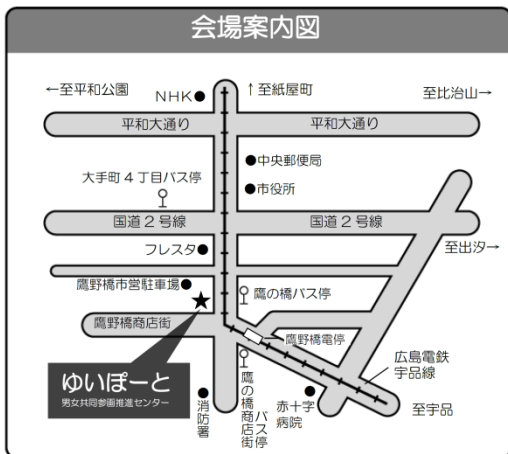 会場案内図
←至平和公園
NHK
↑至紙屋町
至比治山→
平和大通り
平和大通り
中央郵便局
大手町4丁目バス停
市役所
国道2号線
国道2号線
フレスタ
至出汐→
鷹野橋市営駐車場
鷹の橋バス停
鷹野橋商店街
鷹野橋電停
広島電鉄
宇品線
ゆいぽーと
男女共同参画推進センター
消防署
鷹の橋商店街
バス停
赤十字
病院
至宇品